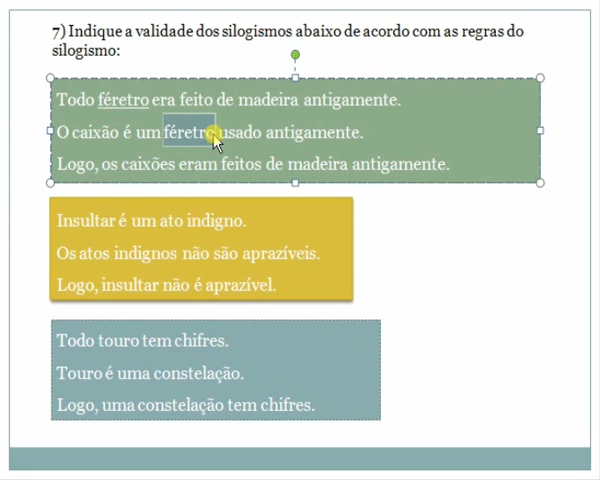 7) Indique a validade dos silogismos abaixo de acordo com as regras do
silogismo:
Todo féretro era feito de madeira antigamente.
O caixão é um féretro usado antigamente.
Logo, os caixões eram feitos de madeira antigamente.
Insultar é um ato indigno.
Os atos indignos não são aprazíveis.
Logo, insultar não é aprazível.
Todo touro tem chifres.
Touro é uma constelação.
Logo, uma constelação tem chifres.